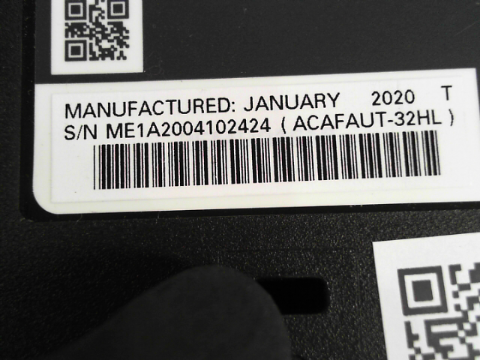 MANUFACTURED: JANUARY 2020 T
S/N ME1A2004102424 ( ACAFAUT-32HL )